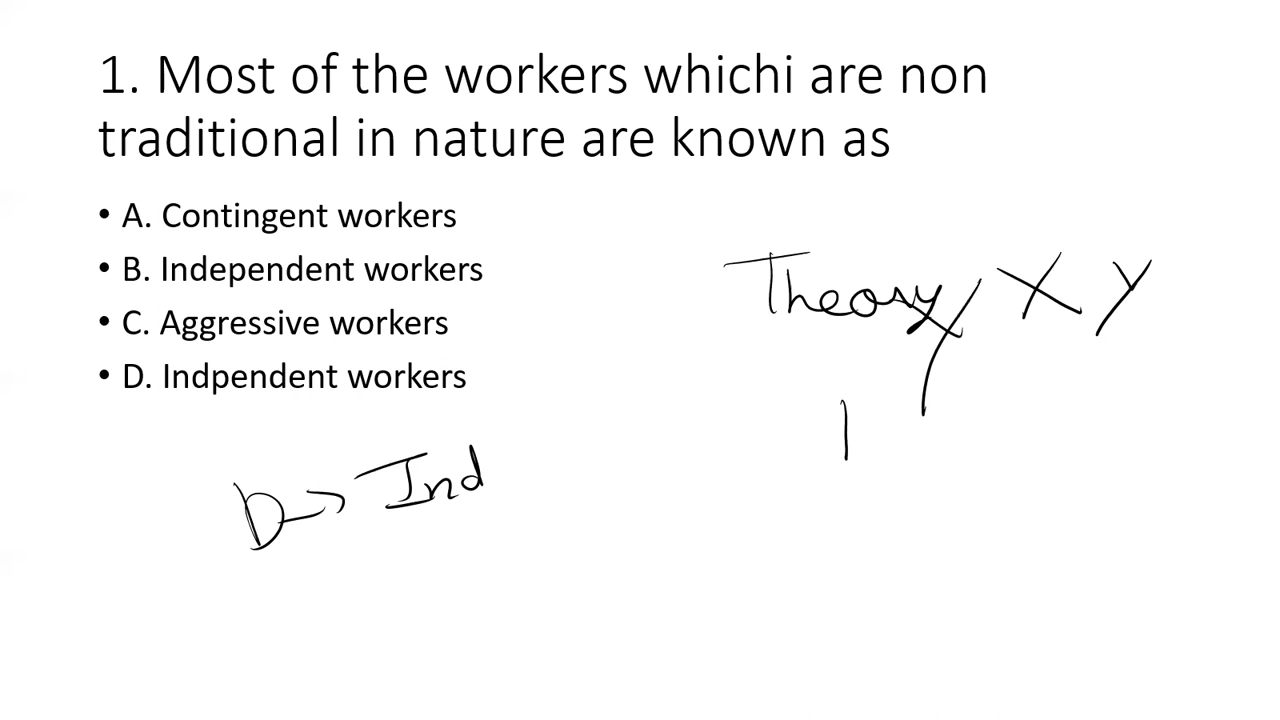 1. Most of the workers whichi are non
traditional in nature are known as
• A. Contingent workers
• B. Independent workers
• C. Aggressive workers
• D. Indpendent workers
Theory X Y
D → Ind